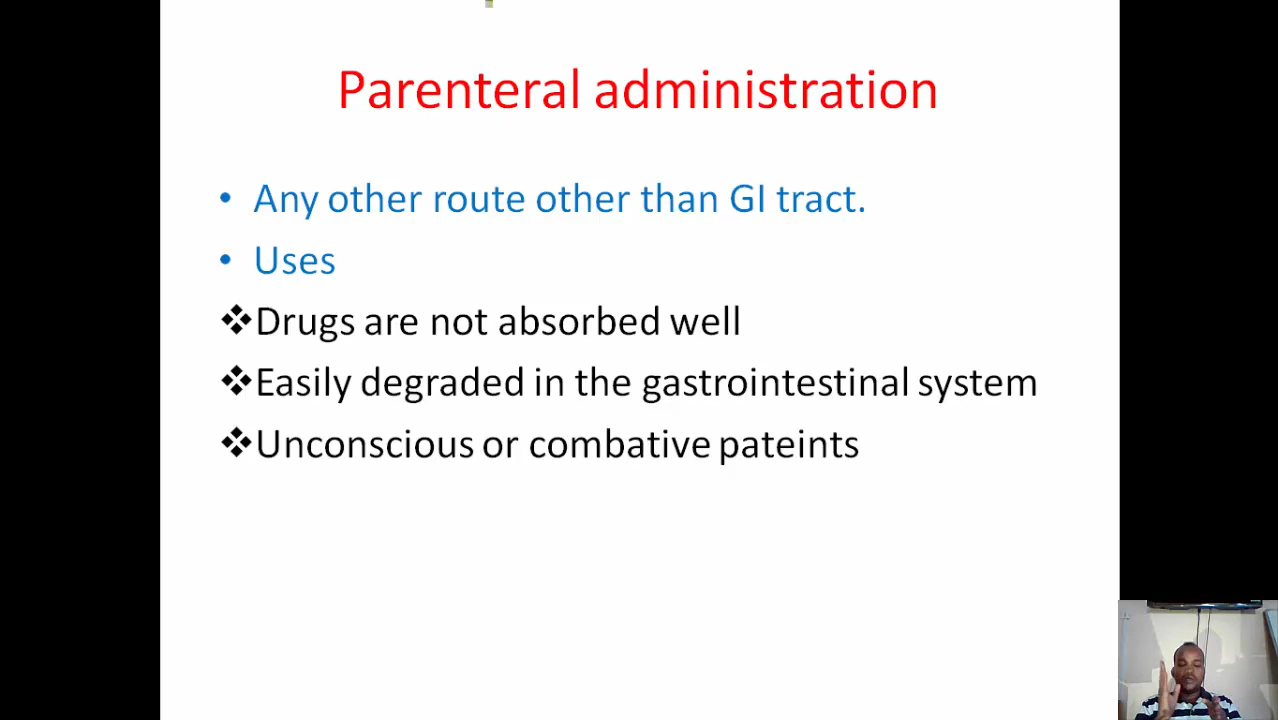 Parenteral administration
• Any other route other than GI tract.
• Uses
❖Drugs are not absorbed well
❖Easily degraded in the gastrointestinal system
❖Unconscious or combative pateints